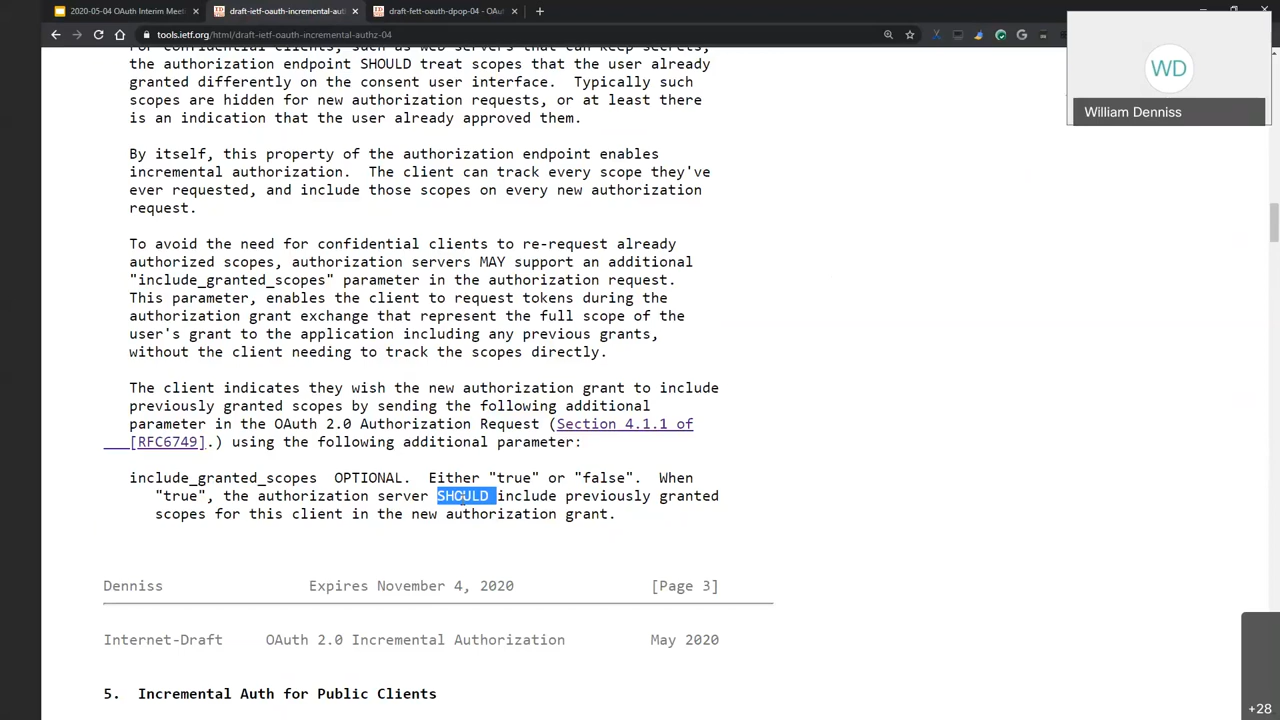 2020-05-04 OAuth Interim Meet
draft-ietf-oauth-incremental-au
draft-fett-oauth-dpop-04 - OAu
tools.ietf.org/html/draft-ietf-oauth-incremental-authz-04
WD
William Denniss
For confidential clients, such as web servers that can keep secrets,
the authorization endpoint SHOULD treat scopes that the user already
granted differently on the consent user interface.  Typically such
scopes are hidden for new authorization requests, or at least there
is an indication that the user already approved them.
By itself, this property of the authorization endpoint enables
incremental authorization.  The client can track every scope they've
ever requested, and include those scopes on every new authorization
request.
To avoid the need for confidential clients to re-request already
authorized scopes, authorization servers MAY support an additional
"include_granted_scopes" parameter in the authorization request.
This parameter, enables the client to request tokens during the
authorization grant exchange that represent the full scope of the
user's grant to the application including any previous grants,
without the client needing to track the scopes directly.
The client indicates they wish the new authorization grant to include
previously granted scopes by sending the following additional
parameter in the OAuth 2.0 Authorization Request (Section 4.1.1 of
[RFC6749].) using the following additional parameter:
include_granted_scopes  OPTIONAL.  Either "true" or "false".  When
"true", the authorization server SHOULD include previously granted
scopes for this client in the new authorization grant.
Denniss Expires November 4, 2020 [Page 3]
Internet-Draft OAuth 2.0 Incremental Authorization May 2020
5.  Incremental Auth for Public Clients
+28